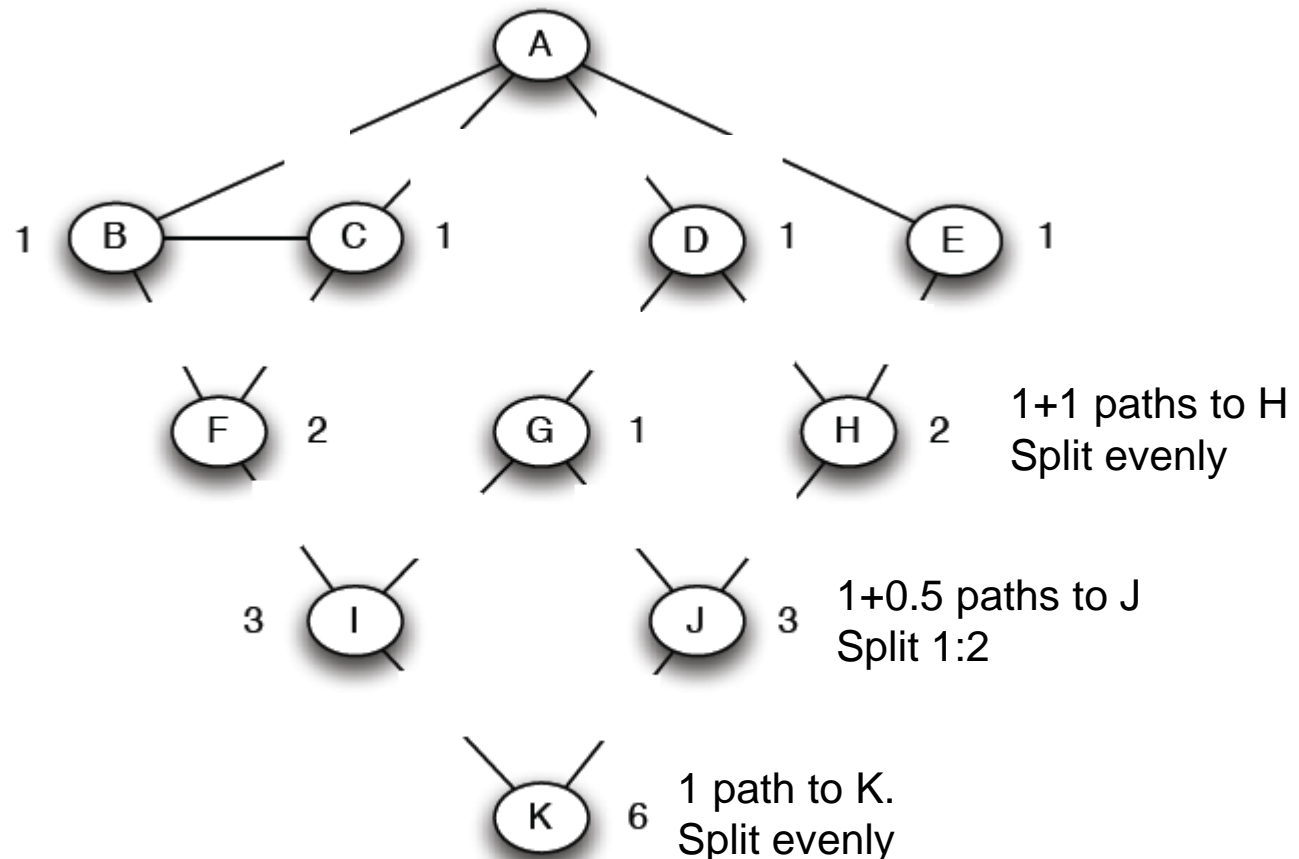 A
1 B C 1 D 1 E 1
F 2 G 1 H 2
1+1 paths to H
Split evenly
3 I J 3
1+0.5 paths to J
Split 1:2
K 6
1 path to K.
Split evenly